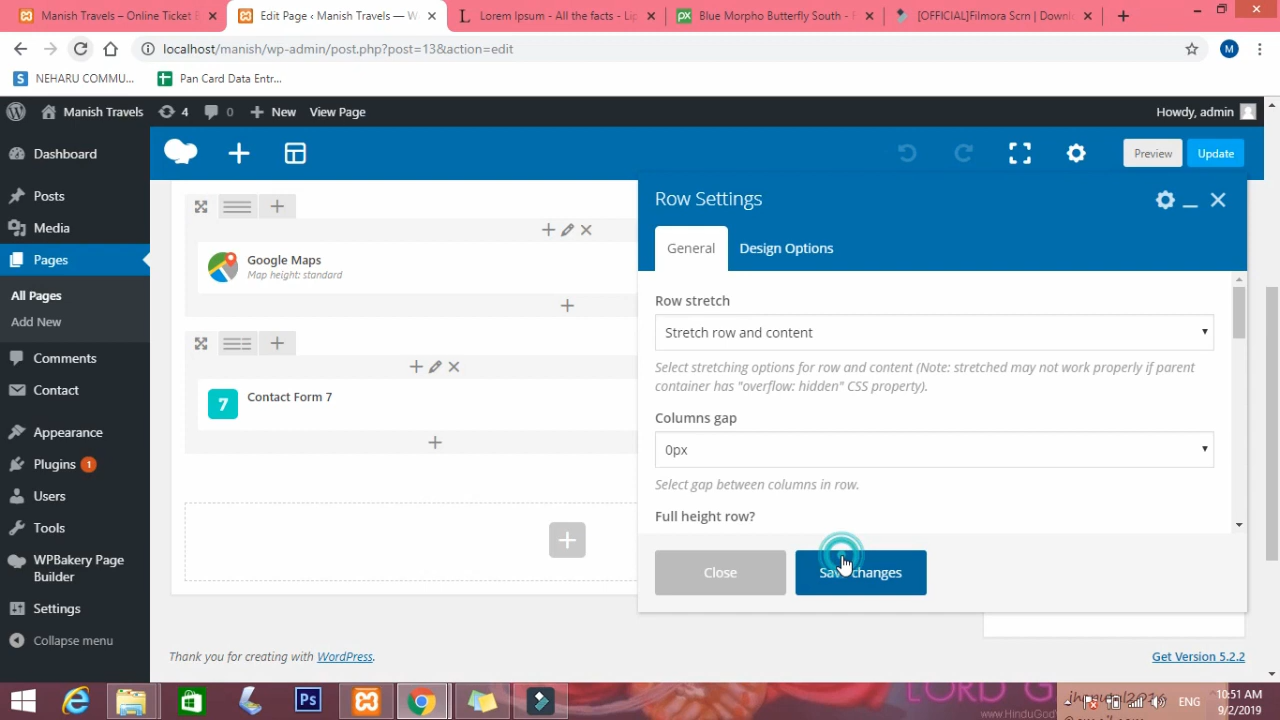 Manish Travels - Online Ticket B
Edit Page ‹ Manish Travels — W
Lorem Ipsum - All the facts - Lip
Blue Morpho Butterfly South -
[OFFICIAL]Filmora Scrn | Downl
localhost/manish/wp-admin/post.php?post=13&action=edit
M
NEHARU COMMU...
Pan Card Data Entr...
Manish Travels
4
0
New
View Page
Howdy, admin
Dashboard
Posts
Media
Pages
All Pages
Add New
Comments
Contact
Appearance
Plugins 1
Users
Tools
WPBakery Page
Builder
Settings
Collapse menu
Preview
Update
Google Maps
Map height: standard
7
Contact Form 7
Row Settings
General
Design Options
Row stretch
Stretch row and content
Select stretching options for row and content (Note: stretched may not work properly if parent
container has "overflow: hidden" CSS property).
Columns gap
0px
Select gap between columns in row.
Full height row?
Close
Save changes
Thank you for creating with WordPress.
Get Version 5.2.2
Ps
LORD G
ENG
10:51 AM
9/2/2019